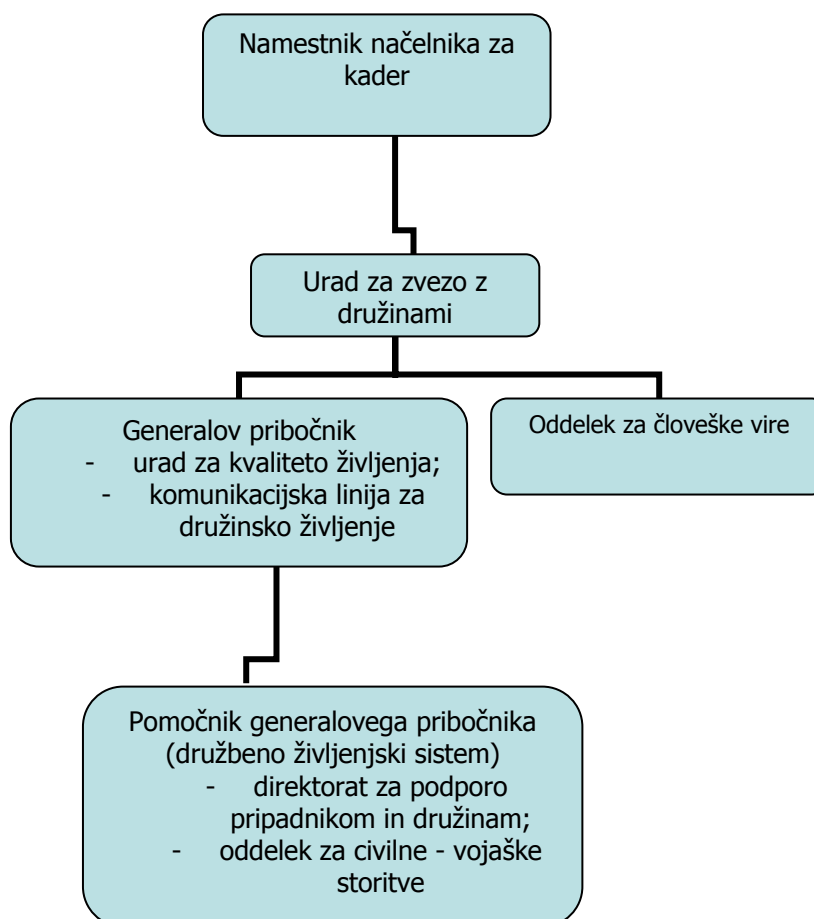 Namestnik načelnika za
kader
Urad za zvezo z
družinami
Generalov pribočnik
- urad za kvaliteto življenja;
- komunikacijska linija za
družinsko življenje
Oddelek za človeške vire
Pomočnik generalovega pribočnika
(družbeno življenjski sistem)
- direktorat za podporo
pripadnikom in družinam;
- oddelek za civilne - vojaške
storitve